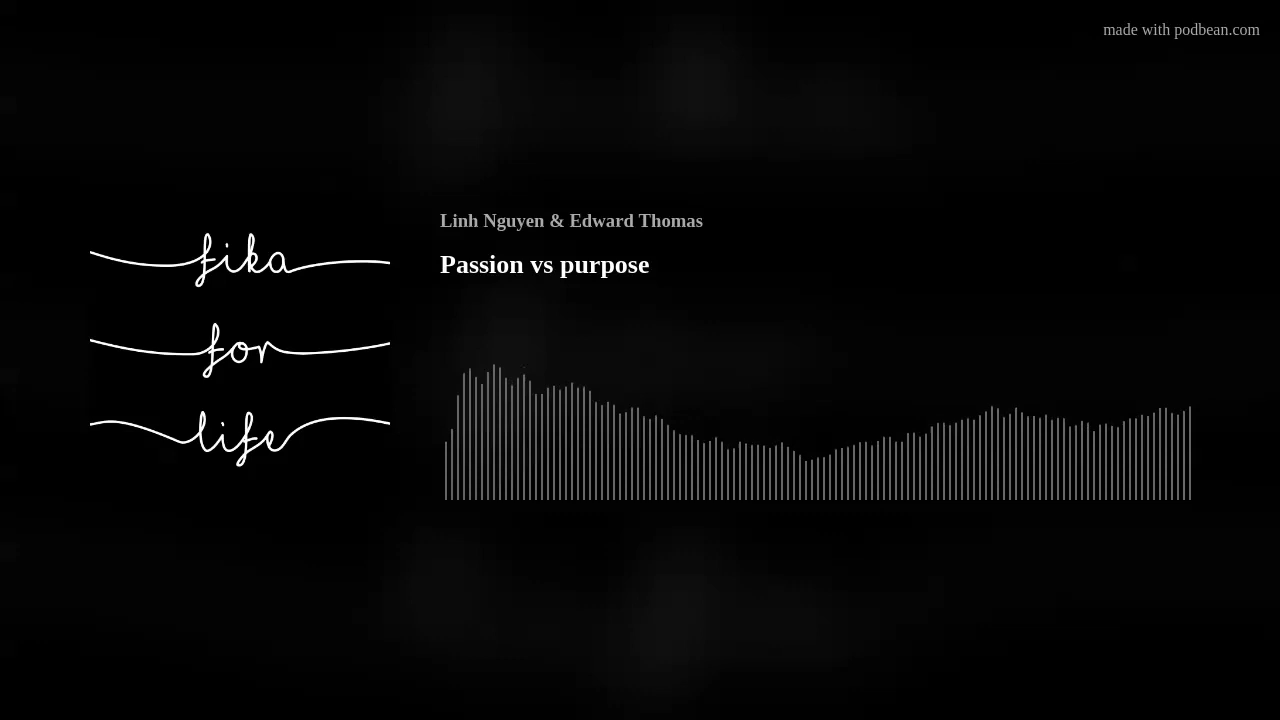 made with podbean.com
Linh Nguyen & Edward Thomas
Passion vs purpose
fika
for
life